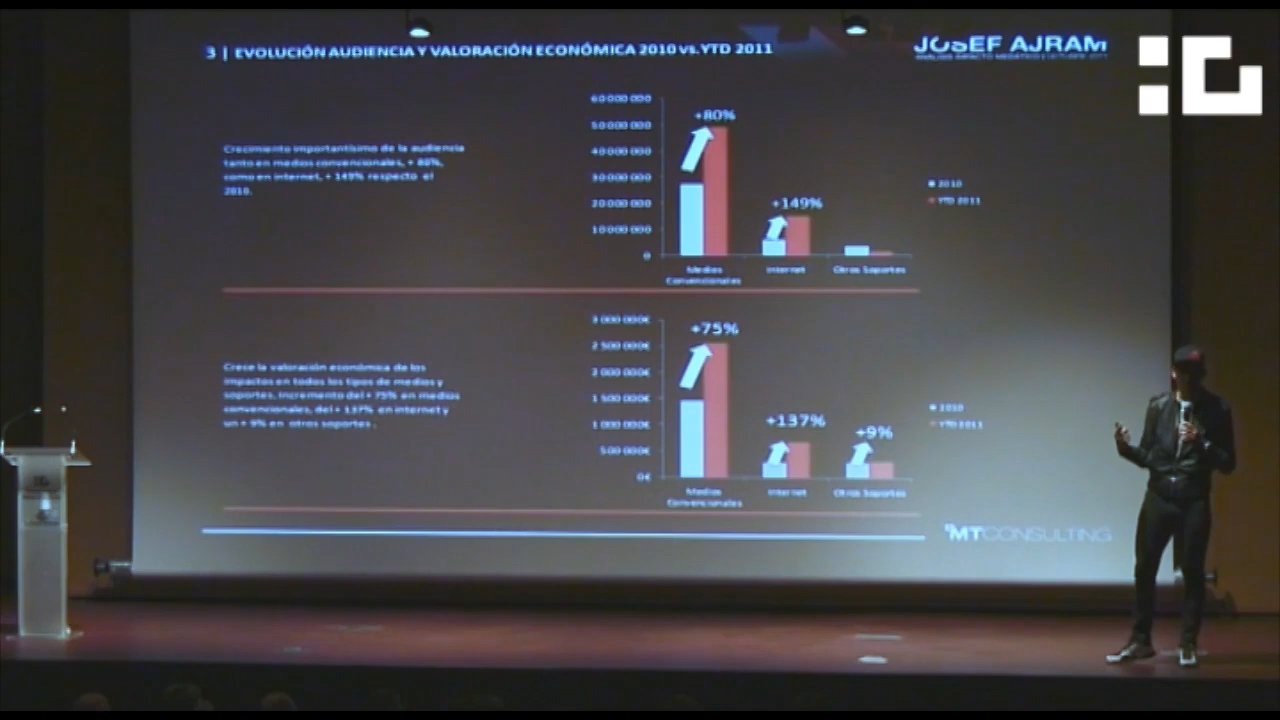 3 | EVOLUCIÓN AUDIENCIA Y VALORACIÓN ECONÓMICA 2010 vs. YTD 2011
JOSEF AJRAM
Crecimiento importantísimo de la audiencia
tanto en medios convencionales, + 80%,
como en internet, + 149% respecto el
2010.
60 000 000
50 000 000
40 000 000
30 000 000
20 000 000
10 000 000
0
+80%
+149%
Medios
Convencionales
Internet
Otros Soportes
2010
YTD 2011
Crece la valoración económica de los
impactos en todos los tipos de medios y
soportes. Incremento del + 75% en medios
convencionales, del + 137% en internet y
un + 9% en otros soportes .
3 000 000€
2 500 000€
2 000 000€
1 500 000€
1 000 000€
500 000€
0€
+75%
+137%
+9%
Medios
Convencionales
Internet
Otros Soportes
2010
YTD 2011
MTCONSULTING